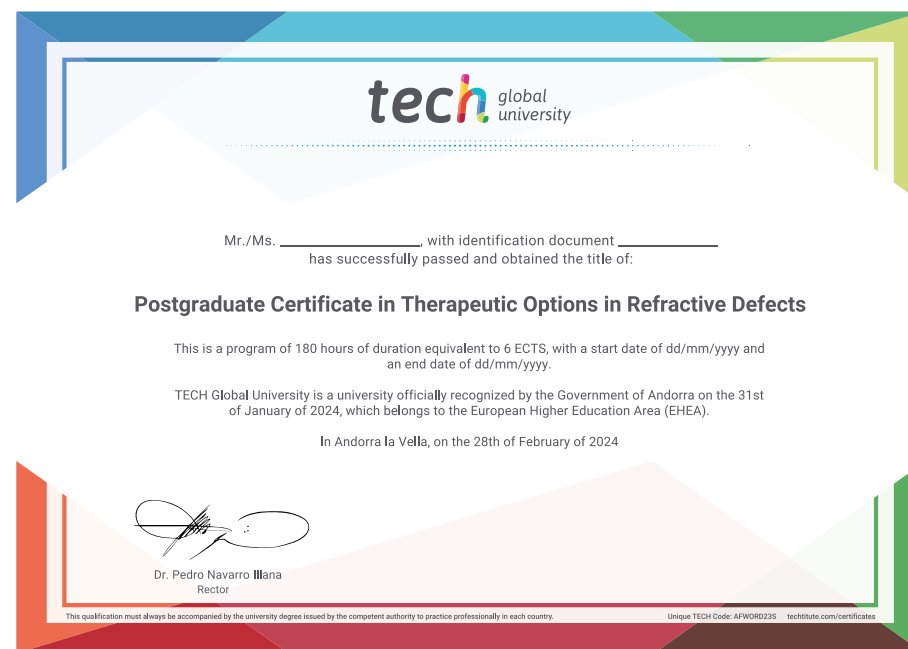 tech global
university
Mr./Ms. ____________, with identification document ____________
has successfully passed and obtained the title of:
Postgraduate Certificate in Therapeutic Options in Refractive Defects
This is a program of 180 hours of duration equivalent to 6 ECTS, with a start date of dd/mm/yyyy and
an end date of dd/mm/yyyy.
TECH Global University is a university officially recognized by the Government of Andorra on the 31st
of January of 2024, which belongs to the European Higher Education Area (EHEA).
In Andorra la Vella, on the 28th of February of 2024
Dr. Pedro Navarro Illana
Rector
This qualification must always be accompanied by the university degree issued by the competent authority to practice professionally in each country.
Unique TECH Code: AFWORD23S techtitute.com/certificates